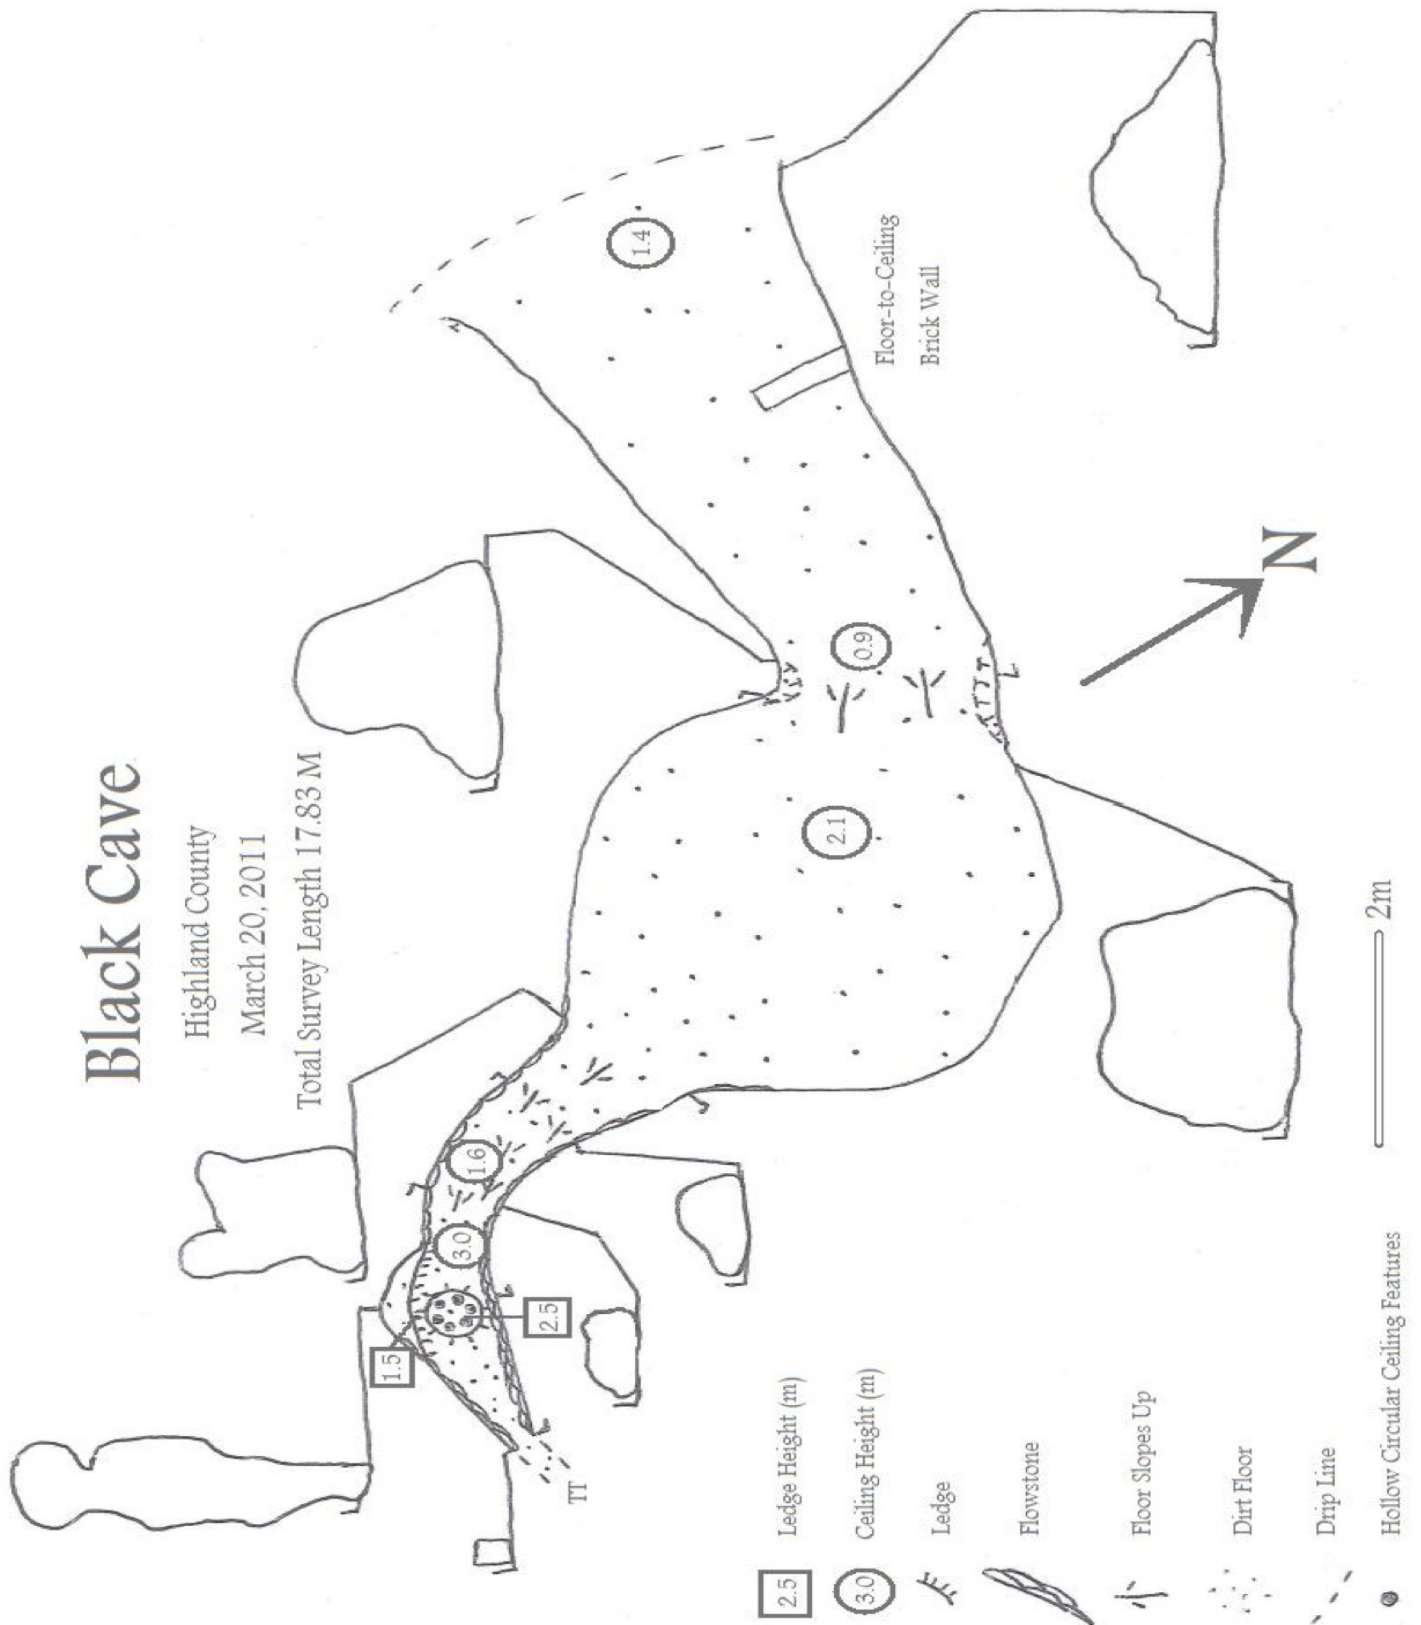 Black Cave
Highland County
March 20, 2011
Total Survey Length 17.83 M
1.4
Floor-to-Ceiling
Brick Wall
0.9
2.1
N
1.6
3.0
1.5
2.5
TT
2m
2.5 Ledge Height (m)
3.0 Ceiling Height (m)
Ledge
Flowstone
Floor Slopes Up
Dirt Floor
Drip Line
Hollow Circular Ceiling Features